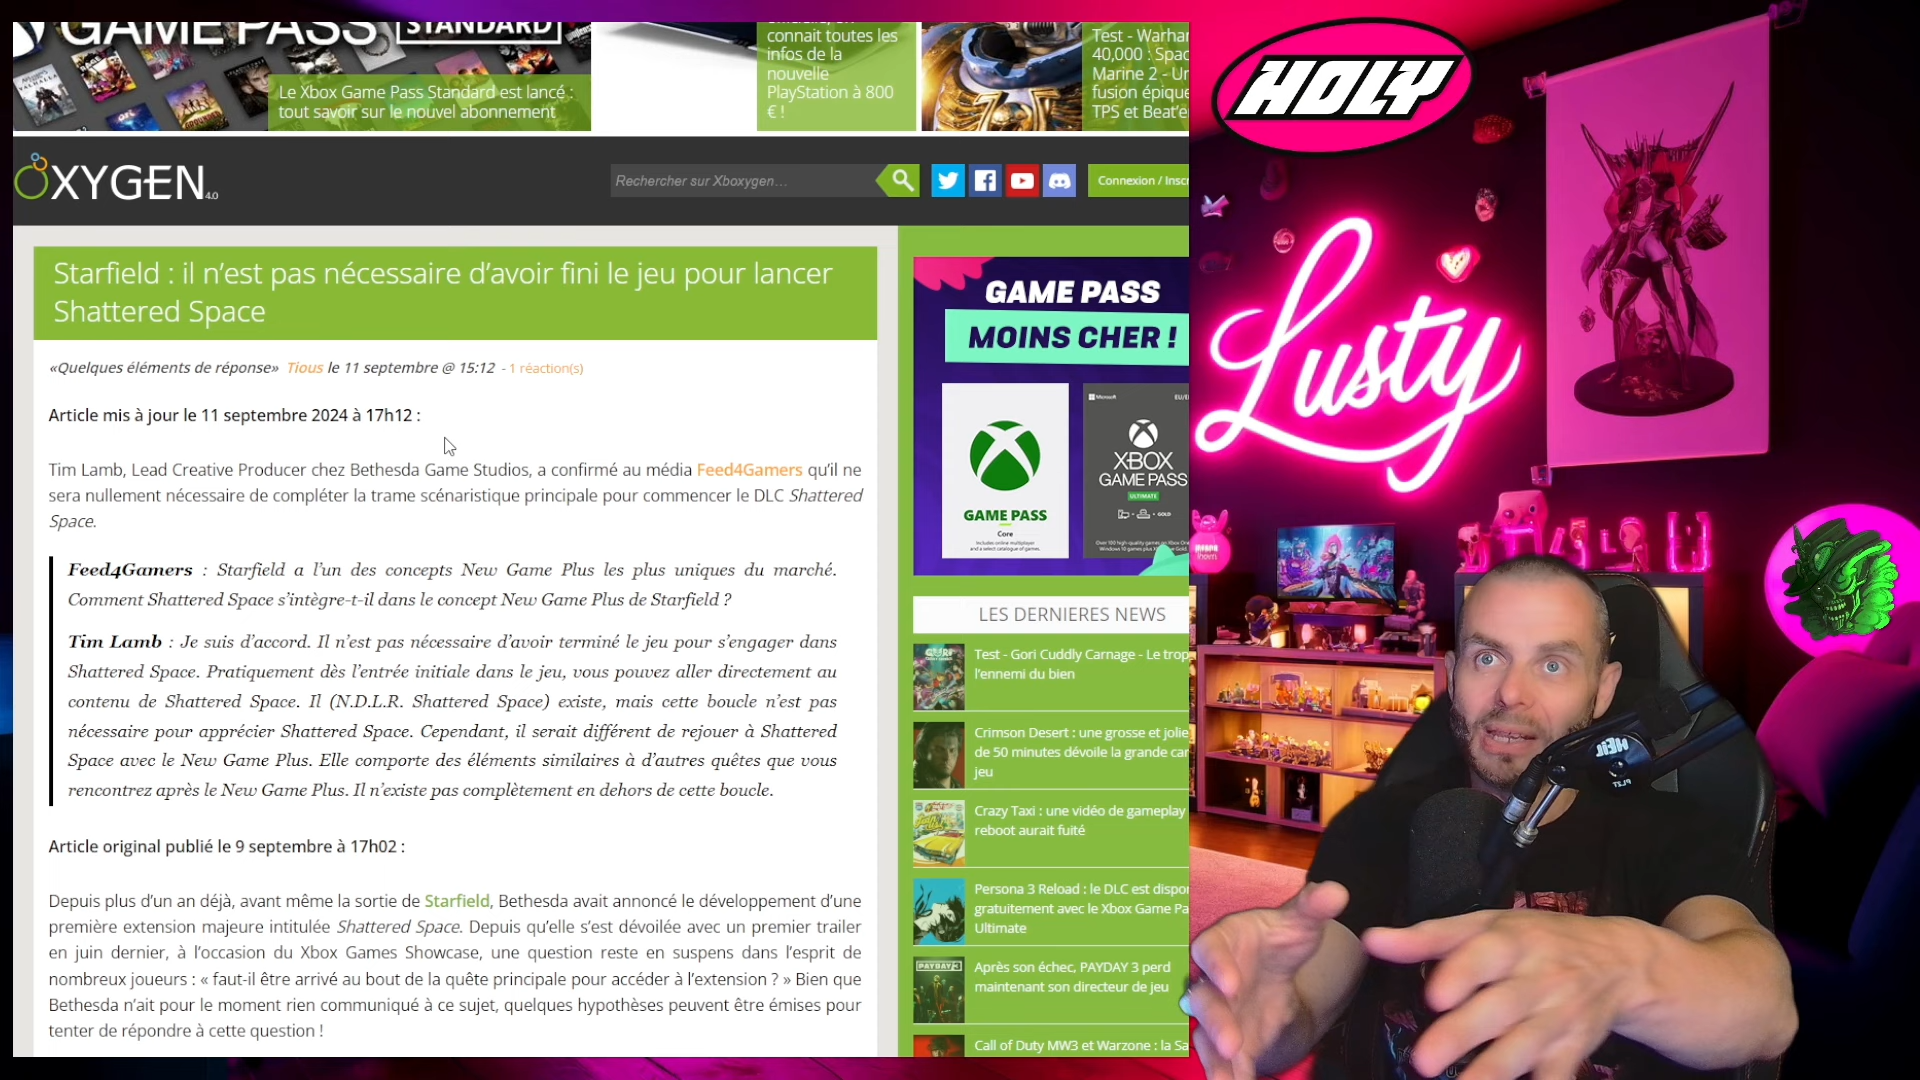 GAME PASS STANDARD
Le Xbox Game Pass Standard est lancé :
tout savoir sur le nouvel abonnement
connait toutes les
infos de la
nouvelle
PlayStation à 800
€ !
Test - Warham
40,000 : Spac
Marine 2 - Un
fusion épique
TPS et Beat'e
HOLY
OXYGEN 4.0
Rechercher sur Xboxygen...
Connexion / Inscr
Starfield : il n'est pas nécessaire d'avoir fini le jeu pour lancer
Shattered Space
«Quelques éléments de réponse» Tious le 11 septembre @ 15:12 - 1 réaction(s)
Article mis à jour le 11 septembre 2024 à 17h12 :
Tim Lamb, Lead Creative Producer chez Bethesda Game Studios, a confirmé au média Feed4Gamers qu'il ne
sera nullement nécessaire de compléter la trame scénaristique principale pour commencer le DLC Shattered
Space.
Feed4Gamers : Starfield a l'un des concepts New Game Plus les plus uniques du marché.
Comment Shattered Space s'intègre-t-il dans le concept New Game Plus de Starfield ?
Tim Lamb : Je suis d'accord. Il n'est pas nécessaire d'avoir terminé le jeu pour s'engager dans
Shattered Space. Pratiquement dès l'entrée initiale dans le jeu, vous pouvez aller directement au
contenu de Shattered Space. Il (N.D.L.R. Shattered Space) existe, mais cette boucle n'est pas
nécessaire pour apprécier Shattered Space. Cependant, il serait différent de rejouer à Shattered
Space avec le New Game Plus. Elle comporte des éléments similaires à d'autres quêtes que vous
rencontrez après le New Game Plus. Il n'existe pas complètement en dehors de cette boucle.
Article original publié le 9 septembre à 17h02 :
Depuis plus d'un an déjà, avant même la sortie de Starfield, Bethesda avait annoncé le développement d'une
première extension majeure intitulée Shattered Space. Depuis qu'elle s'est dévoilée avec un premier trailer
en juin dernier, à l'occasion du Xbox Games Showcase, une question reste en suspens dans l'esprit de
nombreux joueurs : « faut-il être arrivé au bout de la quête principale pour accéder à l'extension ? » Bien que
Bethesda n'ait pour le moment rien communiqué à ce sujet, quelques hypothèses peuvent être émises pour
tenter de répondre à cette question !
GAME PASS
MOINS CHER !
GAME PASS
Core
Microsoft
XBOX
GAME PASS
ULTIMATE
LES DERNIERES NEWS
Test - Gori Cuddly Carnage - Le trop
l'ennemi du bien
Crimson Desert : une grosse et jolie
de 50 minutes dévoile la grande car
jeu
Crazy Taxi : une vidéo de gameplay
reboot aurait fuité
Persona 3 Reload : le DLC est dispon
gratuitement avec le Xbox Game Pa
Ultimate
PAYDAY 3
Après son échec, PAYDAY 3 perd
maintenant son directeur de jeu
Call of Duty MW3 et Warzone : la Sa
Lusty